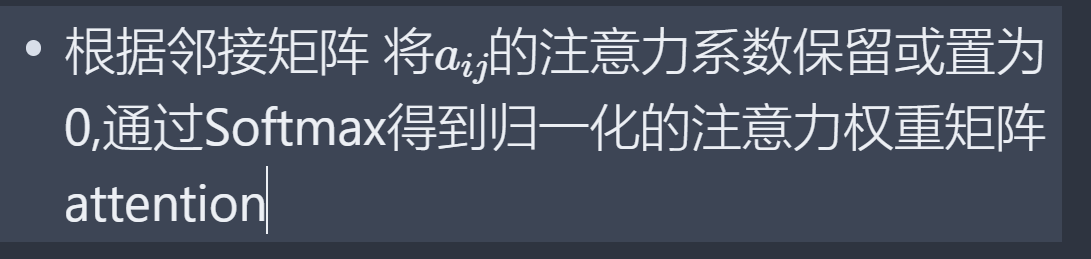 • 根据邻接矩阵 将a_{ij}的注意力系数保留或置为
0,通过Softmax得到归一化的注意力权重矩阵
attention